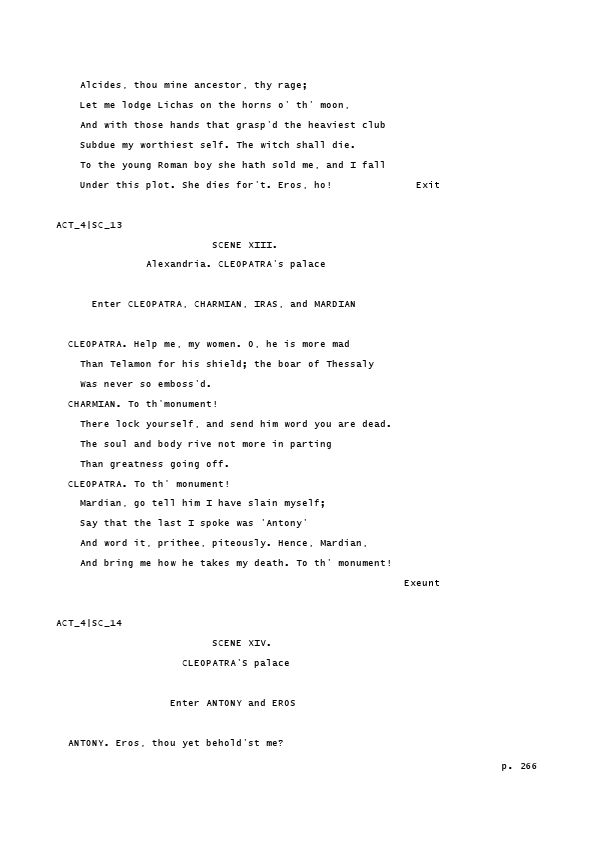 Alcides, thou mine ancestor, thy rage;
Let me lodge Lichas on the horns o' th' moon,
And with those hands that grasp'd the heaviest club
Subdue my worthiest self. The witch shall die.
To the young Roman boy she hath sold me, and I fall
Under this plot. She dies for't. Eros, ho! Exit
ACT_4|SC_13
SCENE XIII.
Alexandria. CLEOPATRA's palace
Enter CLEOPATRA, CHARMIAN, IRAS, and MARDIAN
CLEOPATRA. Help me, my women. O, he is more mad
Than Telamon for his shield; the boar of Thessaly
Was never so emboss'd.
CHARMIAN. To th'monument!
There lock yourself, and send him word you are dead.
The soul and body rive not more in parting
Than greatness going off.
CLEOPATRA. To th' monument!
Mardian, go tell him I have slain myself;
Say that the last I spoke was 'Antony'
And word it, prithee, piteously. Hence, Mardian,
And bring me how he takes my death. To th' monument!
Exeunt
ACT_4|SC_14
SCENE XIV.
CLEOPATRA'S palace
Enter ANTONY and EROS
ANTONY. Eros, thou yet behold'st me?
p. 266